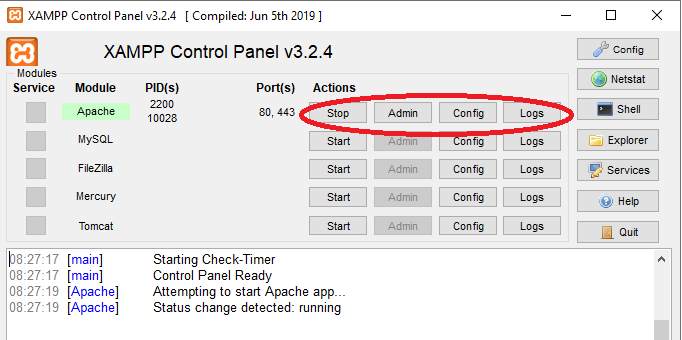 XAMPP Control Panel v3.2.4 [ Compiled: Jun 5th 2019 ]
XAMPP Control Panel v3.2.4
Config
Modules
Service Module PID(s) Port(s) Actions
Netstat
Apache 2200 10028 80, 443 Stop Admin Config Logs
Shell
MySQL Start Admin Config Logs
Explorer
FileZilla Start Admin Config Logs
Services
Mercury Start Admin Config Logs
Help
Tomcat Start Admin Config Logs
Quit
08:27:17 [main] Starting Check-Timer
08:27:17 [main] Control Panel Ready
08:27:19 [Apache] Attempting to start Apache app...
08:27:19 [Apache] Status change detected: running